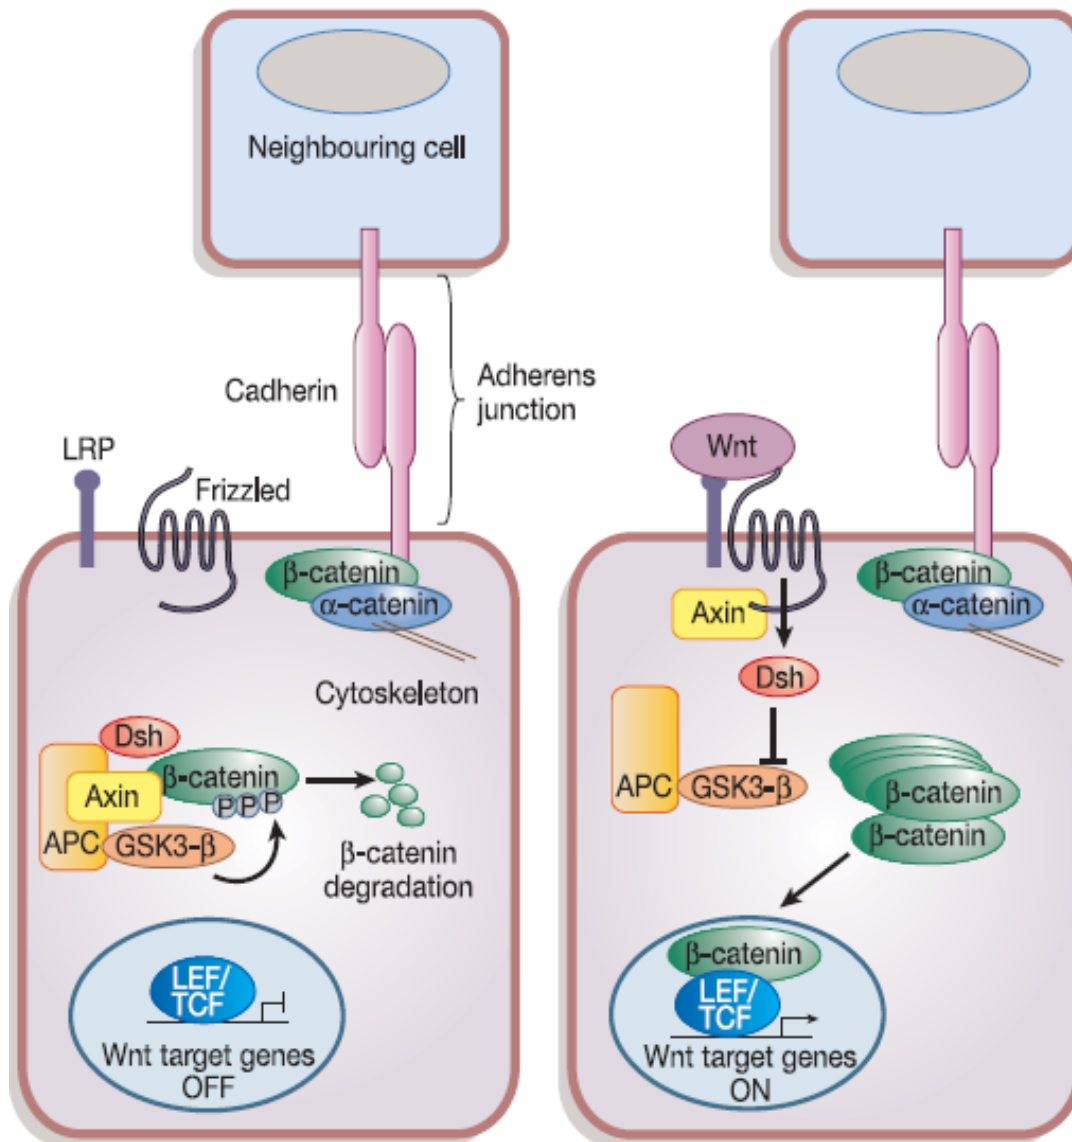 Neighbouring cell
Cadherin
Adherens
junction
LRP
Frizzled
β-catenin
α-catenin
Cytoskeleton
Dsh
β-catenin
Axin
P P P
APC
GSK3-β
β-catenin
degradation
LEF/
TCF
Wnt target genes
OFF
Wnt
β-catenin
α-catenin
Axin
Dsh
APC
GSK3-β
β-catenin
β-catenin
β-catenin
LEF/
TCF
Wnt target genes
ON